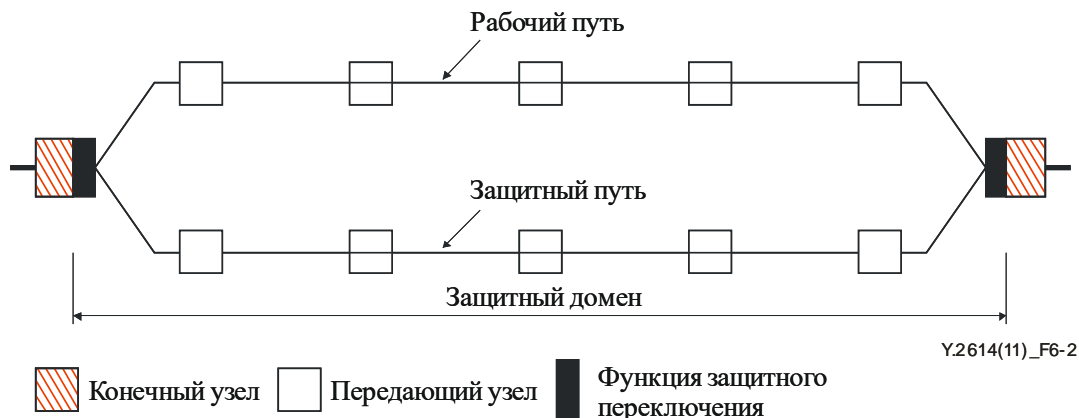 Рабочий путь
Защитный путь
Защитный домен
Y.2614(11)_F6-2
Конечный узел
Передающий узел
Функция защитного
переключения